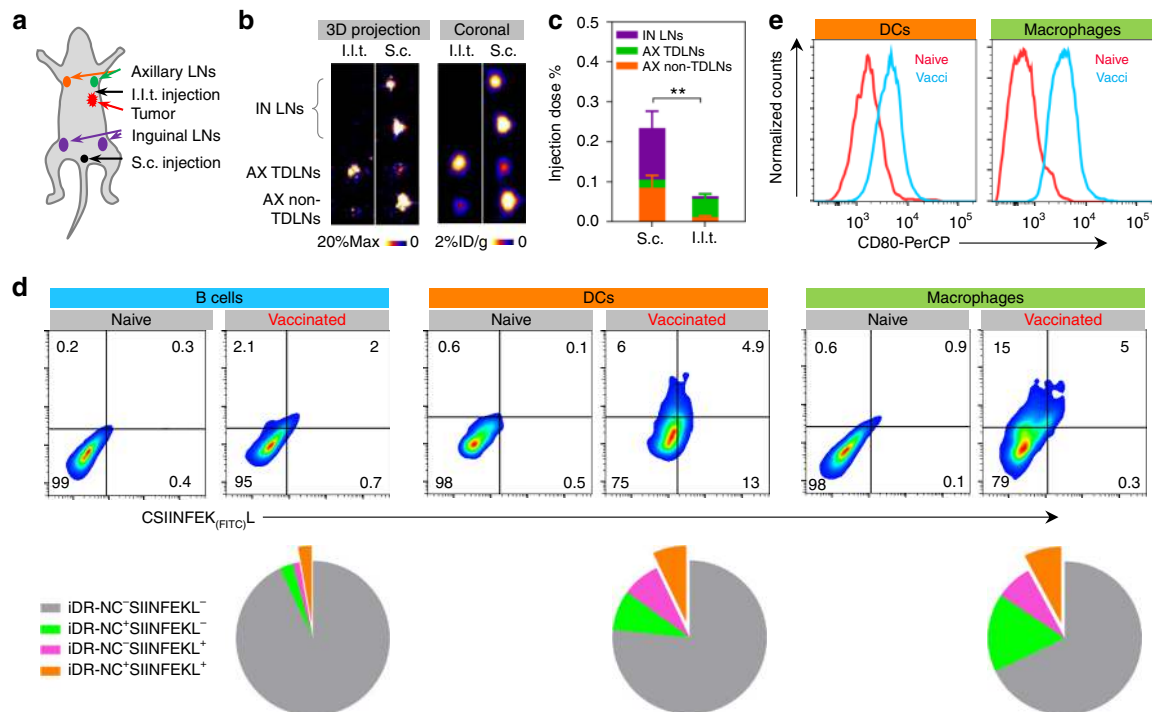 a
Axillary LNs
I.l.t. injection
Tumor
Inguinal LNs
S.c. injection
b
3D projection Coronal
I.l.t. S.c. I.l.t. S.c.
IN LNs
AX TDLNs
AX non-
TDLNs
20%Max 0 2%ID/g 0
c
Injection dose %
0.5
0.4
0.3
0.2
0.1
0.0
IN LNs
AX TDLNs
AX non-TDLNs
**
S.c. I.l.t.
e
DCs Macrophages
Normalized counts
Naive Naive
Vacci Vacci
10³ 10⁴ 10⁵ 10³ 10⁴ 10⁵
CD80-PerCP
d
B cells DCs Macrophages
Naive Vaccinated Naive Vaccinated Naive Vaccinated
0.2 0.3 2.1 2 0.6 0.1 6 4.9 0.6 0.9 15 5
99 0.4 95 0.7 98 0.5 75 13 98 0.1 79 0.3
CSIINFEK(FITC)L
iDR-NC⁻SIINFEKL⁻
iDR-NC⁺SIINFEKL⁻
iDR-NC⁻SIINFEKL⁺
iDR-NC⁺SIINFEKL⁺